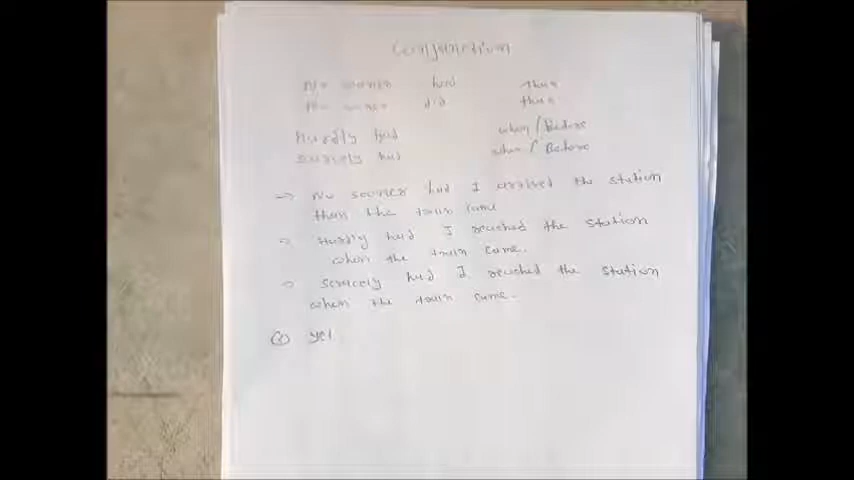 Conjunction
No sooner had than
No sooner did than
Hardly had when / Before
Scarcely had when / Before
→ No sooner had I arrived the station
than the train came
→ Hardly had I reached the station
when the train came.
→ Scracely had I reached the station
when the train came.
yet